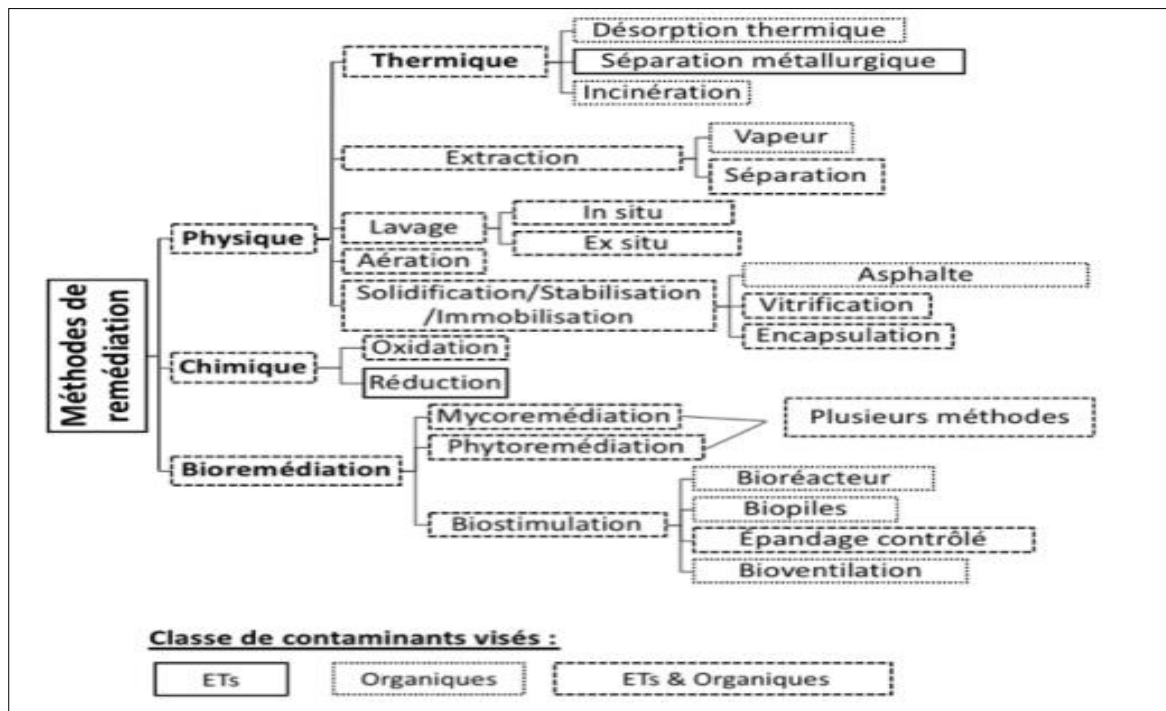 Méthodes de
remédiation
Physique
Thermique
Désorption thermique
Séparation métallurgique
Incinération
Extraction
Vapeur
Séparation
Lavage
In situ
Ex situ
Aération
Solidification/Stabilisation
/Immobilisation
Asphalte
Vitrification
Encapsulation
Chimique
Oxidation
Réduction
Bioremédiation
Mycoremédiation
Phytoremédiation
Plusieurs méthodes
Biostimulation
Bioréacteur
Biopiles
Épandage contrôlé
Bioventilation
Classe de contaminants visés :
ETs
Organiques
ETs & Organiques